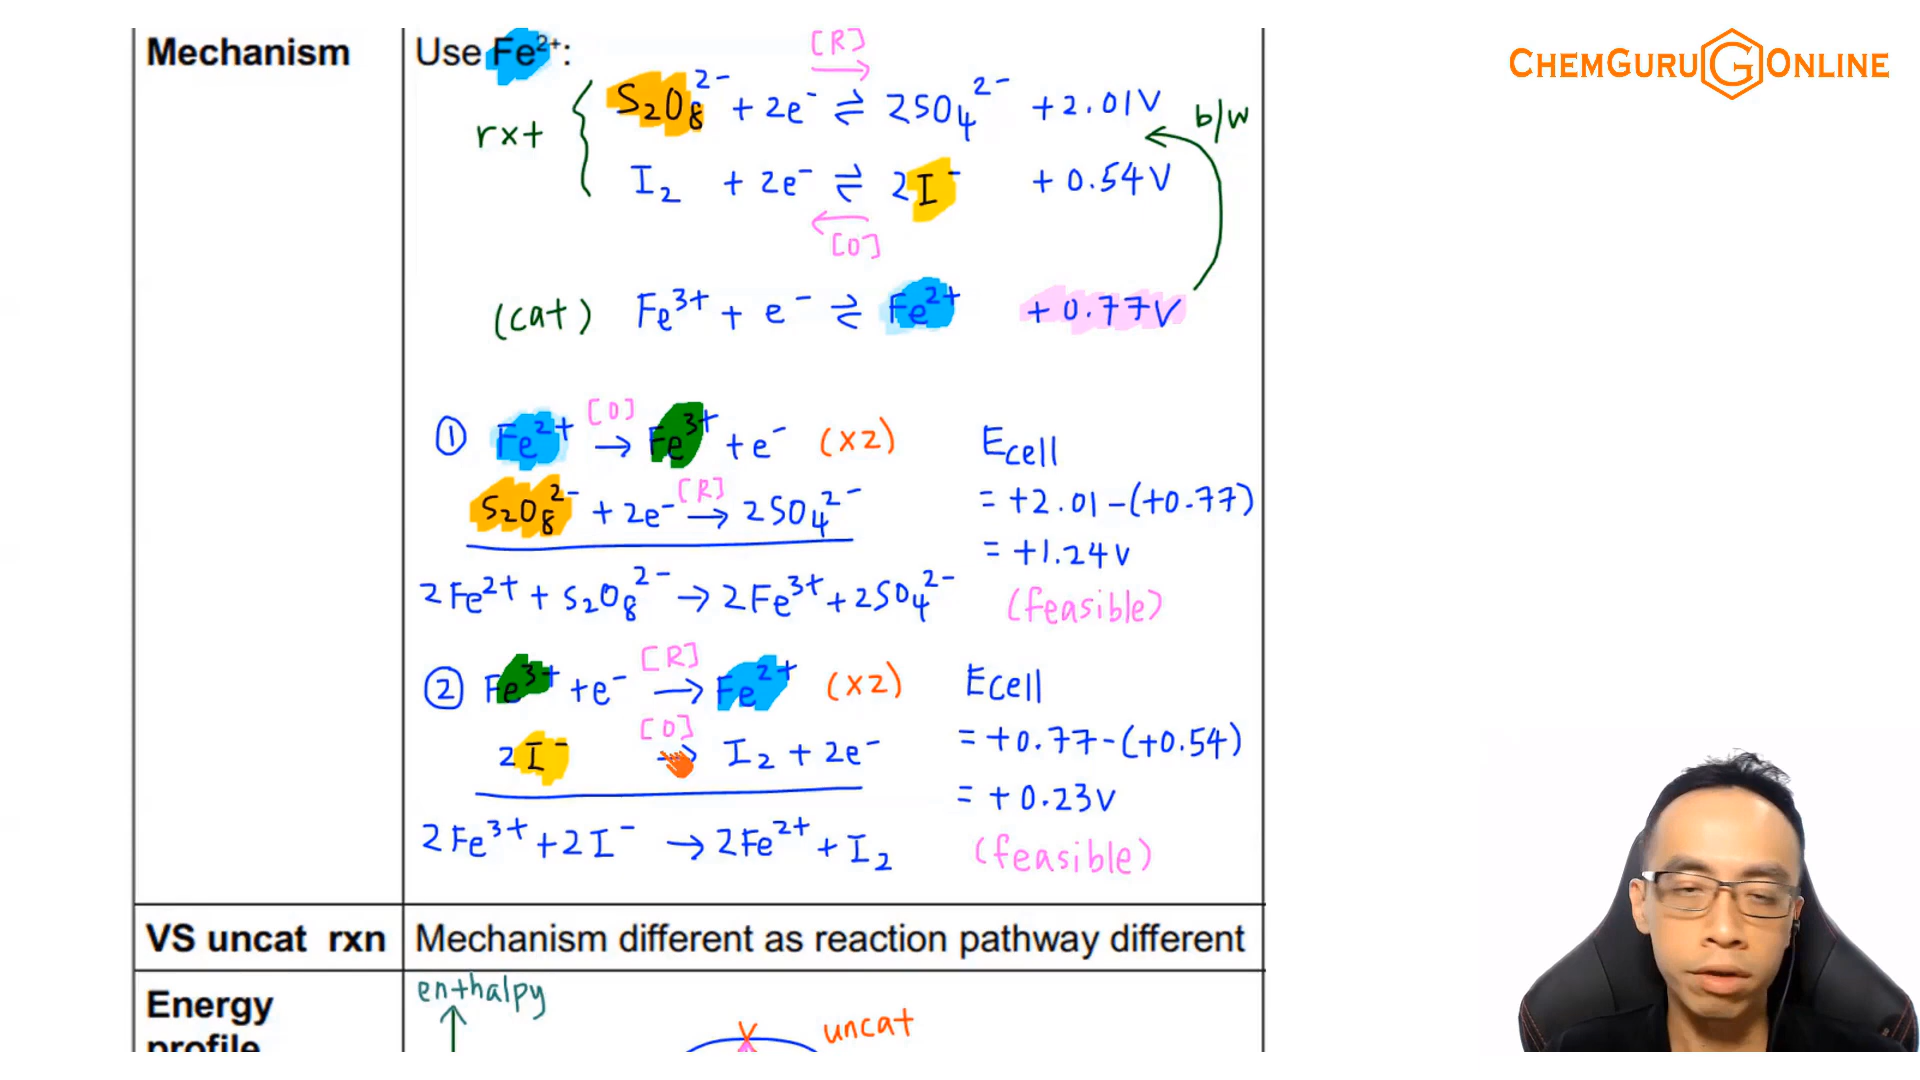 CHEMGURU G ONLINE
Mechanism
Use Fe²⁺:
[R]
S₂O₈²⁻ + 2e⁻ ⇌ 2SO₄²⁻ +2.01V
b/w
rxt
I₂ + 2e⁻ ⇌ 2I⁻ +0.54V
[O]
(cat) Fe³⁺ + e⁻ ⇌ Fe²⁺ +0.77V
① Fe²⁺ [O] → Fe³⁺ + e⁻ (x2)
S₂O₈²⁻ + 2e⁻ [R] → 2SO₄²⁻
2Fe²⁺ + S₂O₈²⁻ → 2Fe³⁺ + 2SO₄²⁻
Ecell
= +2.01 - (+0.77)
= +1.24V
(feasible)
② Fe³⁺ + e⁻ [R] → Fe²⁺ (x2)
2I⁻ [O] → I₂ + 2e⁻
2Fe³⁺ + 2I⁻ → 2Fe²⁺ + I₂
Ecell
= +0.77 - (+0.54)
= +0.23V
(feasible)
VS uncat rxn
Mechanism different as reaction pathway different
Energy
profile
enthalpy
uncat